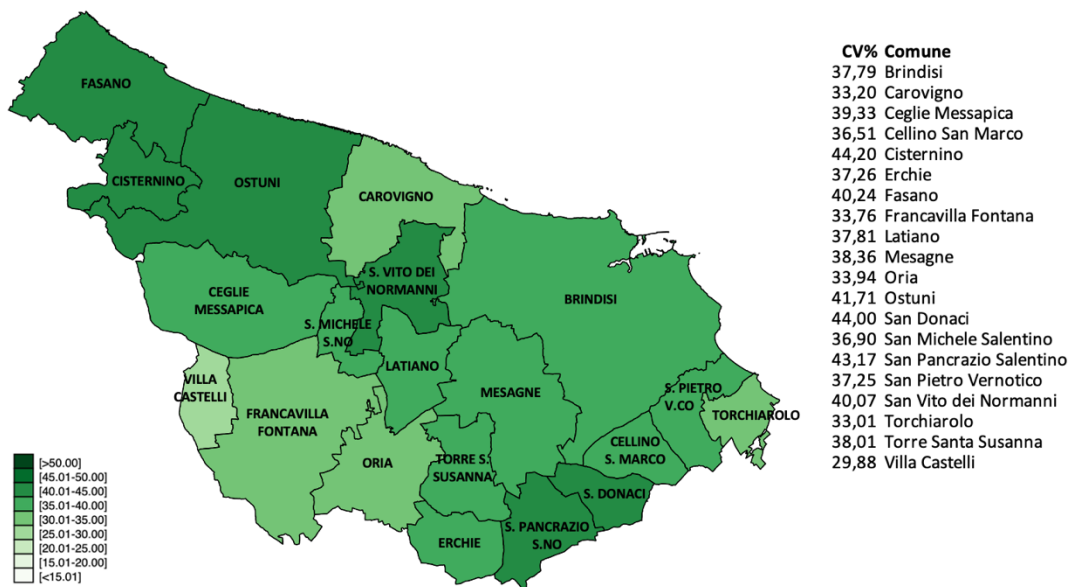 FASANO
CISTERNINO
OSTUNI
CAROVIGNO
S. VITO DEI
NORMANNI
CEGLIE
MESSAPICA
S. MICHELE
S.NO
BRINDISI
LATIANO
MESAGNE
VILLA
CASTELLI
FRANCAVILLA
FONTANA
S. PIETRO
V.CO
TORCHIAROLO
CELLINO
S. MARCO
ORIA
TORRE S.
SUSANNA
S. DONACI
S. PANCRAZIO
S.NO
ERCHIE
[>50.00]
[45.01-50.00]
[40.01-45.00]
[35.01-40.00]
[30.01-35.00]
[25.01-30.00]
[20.01-25.00]
[15.01-20.00]
[<15.01]
CV% Comune
37,79 Brindisi
33,20 Carovigno
39,33 Ceglie Messapica
36,51 Cellino San Marco
44,20 Cisternino
37,26 Erchie
40,24 Fasano
33,76 Francavilla Fontana
37,81 Latiano
38,36 Mesagne
33,94 Oria
41,71 Ostuni
44,00 San Donaci
36,90 San Michele Salentino
43,17 San Pancrazio Salentino
37,25 San Pietro Vernotico
40,07 San Vito dei Normanni
33,01 Torchiarolo
38,01 Torre Santa Susanna
29,88 Villa Castelli